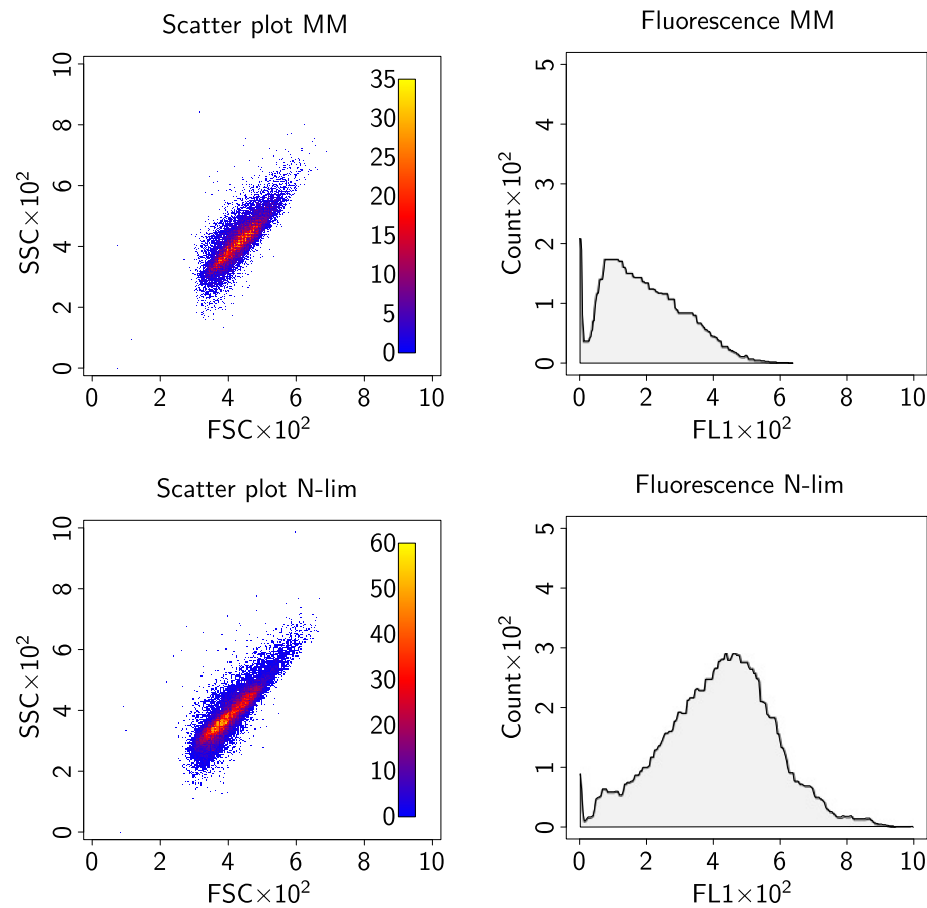 Scatter plot MM
Fluorescence MM
10
8
6
4
2
0
SSC×10²
35
30
25
20
15
10
5
0
0 2 4 6 8 10
FSC×10²
5
4
3
2
1
0
Count×10²
0 2 4 6 8 10
FL1×10²
Scatter plot N-lim
Fluorescence N-lim
10
8
6
4
2
0
SSC×10²
60
50
40
30
20
10
0
0 2 4 6 8 10
FSC×10²
5
4
3
2
1
0
Count×10²
0 2 4 6 8 10
FL1×10²